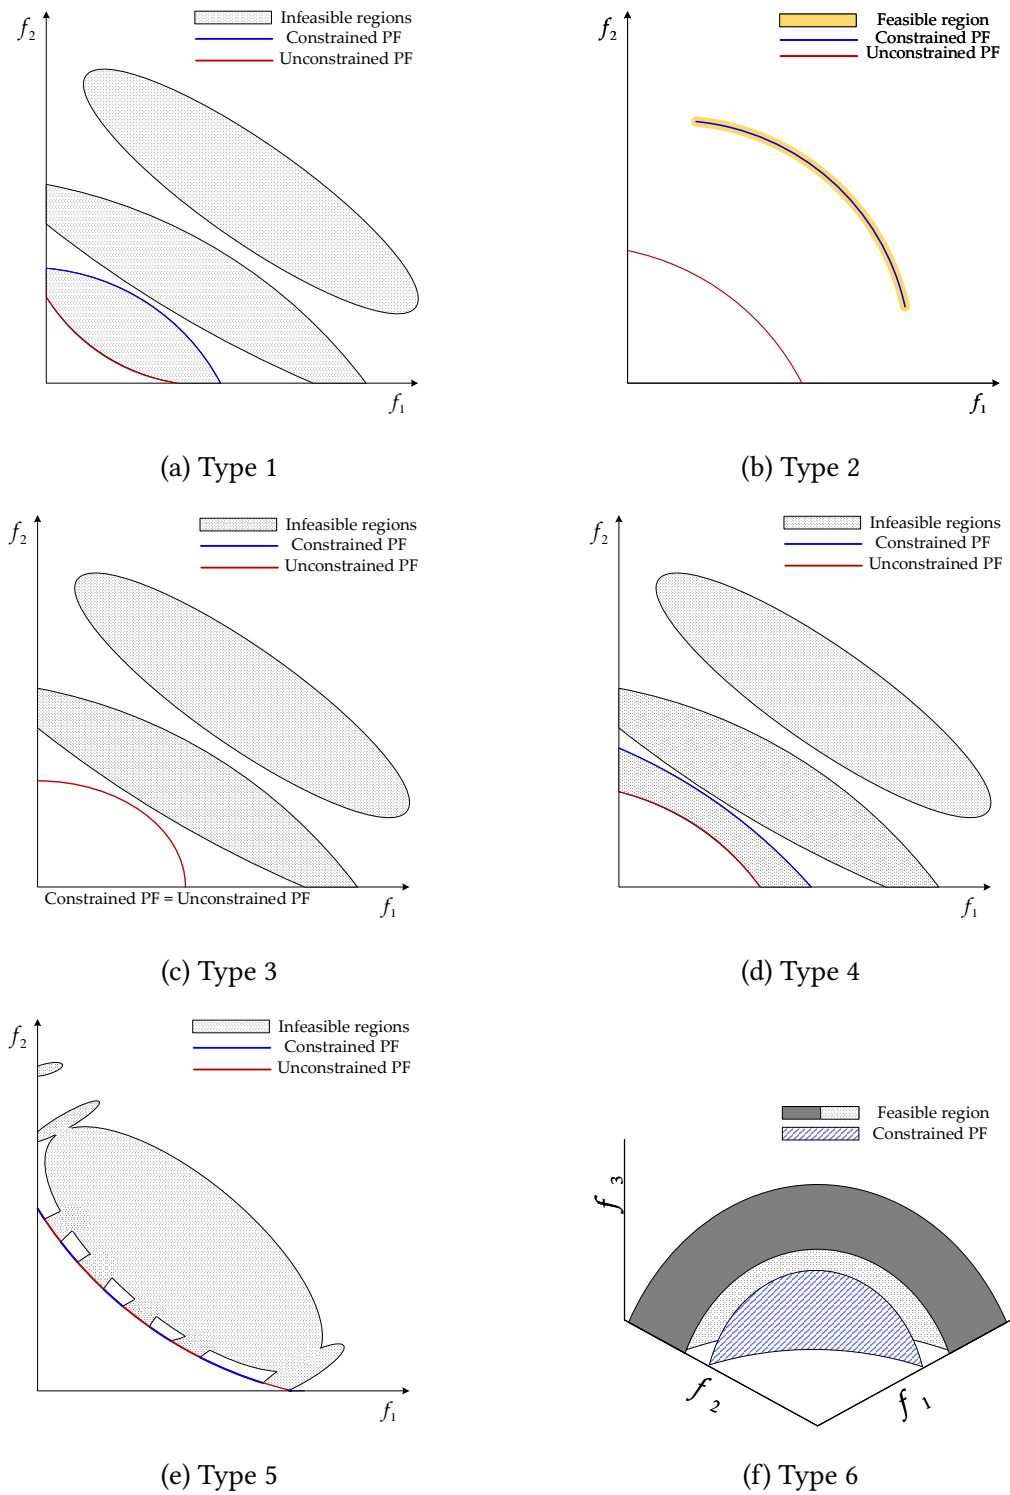 f2
Infeasible regions
Constrained PF
Unconstrained PF
f1
(a) Type 1
f2
Feasible region
Constrained PF
Unconstrained PF
f1
(b) Type 2
f2
Infeasible regions
Constrained PF
Unconstrained PF
Constrained PF = Unconstrained PF
f1
(c) Type 3
f2
Infeasible regions
Constrained PF
Unconstrained PF
f1
(d) Type 4
f2
Infeasible regions
Constrained PF
Unconstrained PF
f1
(e) Type 5
Feasible region
Constrained PF
f3
f2
f1
(f) Type 6